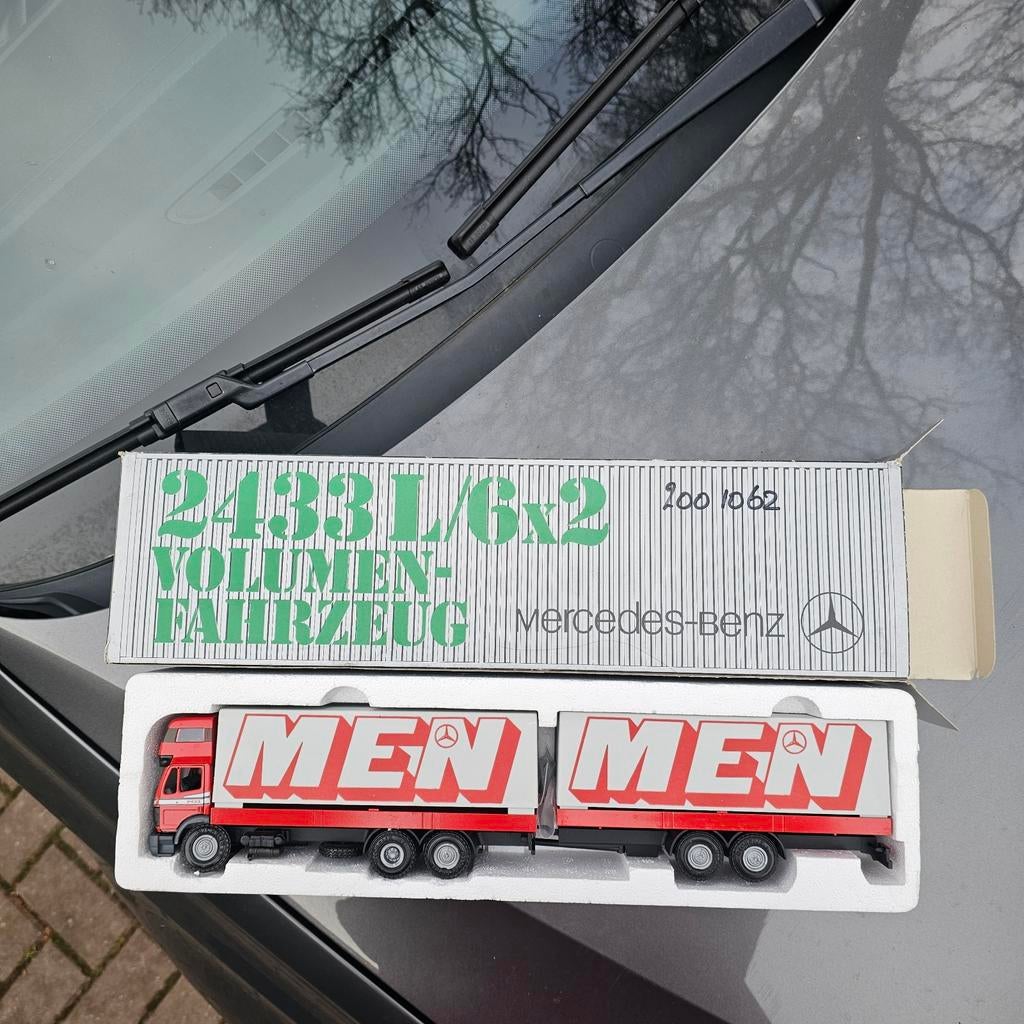 2433 L/6x2
200 1062
VOLUMEN-
FAHRZEUG
Mercedes-Benz
MEN
MEN